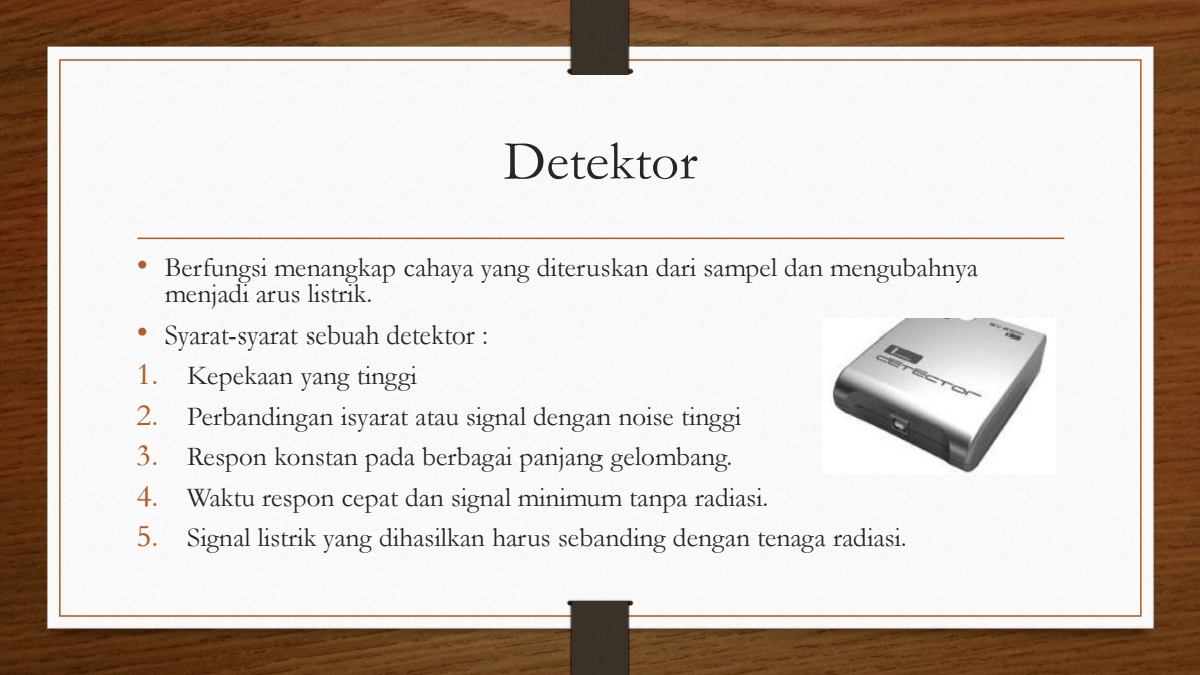 Detektor
• Berfungsi menangkap cahaya yang diteruskan dari sampel dan mengubahnya
menjadi arus listrik.
• Syarat-syarat sebuah detektor :
1. Kepekaan yang tinggi
2. Perbandingan isyarat atau signal dengan noise tinggi
3. Respon konstan pada berbagai panjang gelombang.
4. Waktu respon cepat dan signal minimum tanpa radiasi.
5. Signal listrik yang dihasilkan harus sebanding dengan tenaga radiasi.
DETECTOR